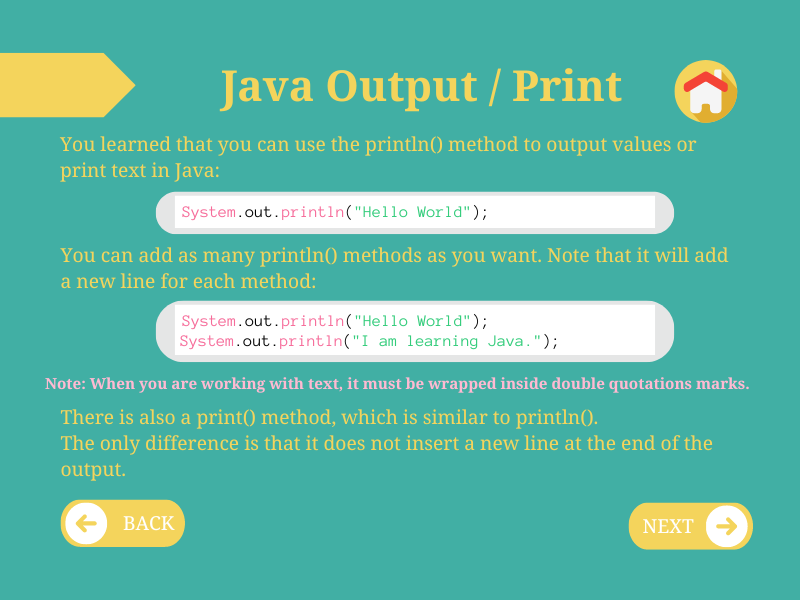 Java Output / Print
You learned that you can use the println() method to output values or
print text in Java:
System.out.println("Hello World");
You can add as many println() methods as you want. Note that it will add
a new line for each method:
System.out.println("Hello World");
System.out.println("I am learning Java.");
Note: When you are working with text, it must be wrapped inside double quotations marks.
There is also a print() method, which is similar to println().
The only difference is that it does not insert a new line at the end of the
output.
BACK
NEXT